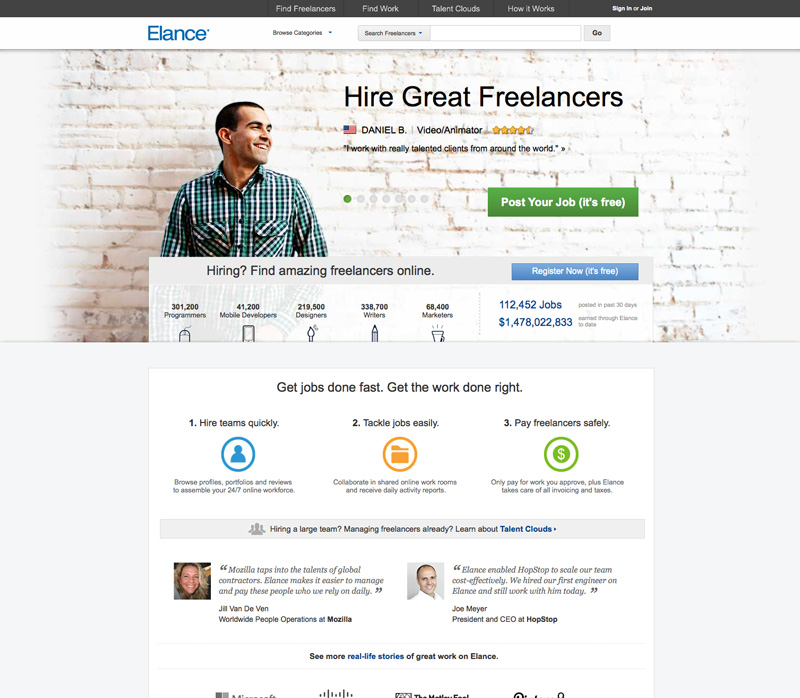 Find Freelancers Find Work Talent Clouds How it Works Sign In or Join
Elance Browse Categories Search Freelancers Go
Hire Great Freelancers
DANIEL B. | Video/Animator
"I work with really talented clients from around the world." »
Post Your Job (it's free)
Hiring? Find amazing freelancers online. Register Now (it's free)
301,200 41,200 219,500 338,700 68,400
Programmers Mobile Developers Designers Writers Marketers
112,452 Jobs posted in past 30 days
$1,478,022,833 earned through Elance
to date
Get jobs done fast. Get the work done right.
1. Hire teams quickly.
Browse profiles, portfolios and reviews
to assemble your 24/7 online workforce.
2. Tackle jobs easily.
Collaborate in shared online work rooms
and receive daily activity reports.
3. Pay freelancers safely.
$
Only pay for work you approve, plus Elance
takes care of all invoicing and taxes.
Hiring a large team? Managing freelancers already? Learn about Talent Clouds
“Mozilla taps into the talents of global
contractors. Elance makes it easier to manage
and pay these people who we rely on daily. ”
Jill Van De Ven
Worldwide People Operations at Mozilla
“Elance enabled HopStop to scale our team
cost-effectively. We hired our first engineer on
Elance and still work with him today. ”
Joe Meyer
President and CEO at HopStop
See more real-life stories of great work on Elance.
Microsoft The Motley Fool